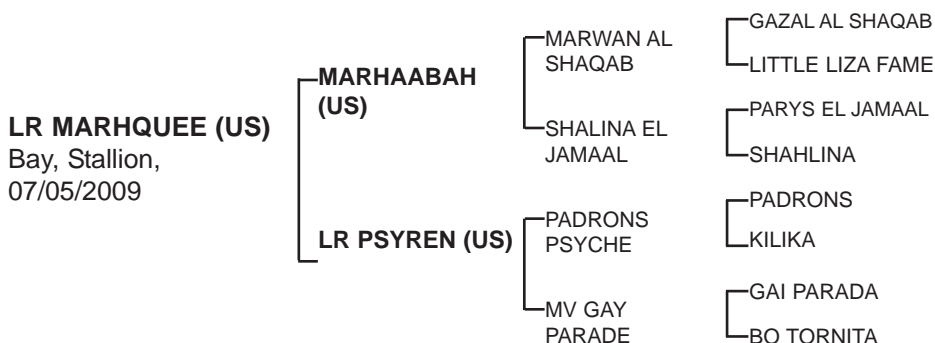 LR MARHQUEE (US)
Bay, Stallion,
07/05/2009
MARHAABAH
(US)
LR PSYREN (US)
MARWAN AL
SHAQAB
SHALINA EL
JAMAAL
PADRONS
PSYCHE
MV GAY
PARADE
GAZAL AL SHAQAB
LITTLE LIZA FAME
PARYS EL JAMAAL
SHAHLINA
PADRONS
KILIKA
GAI PARADA
BO TORNITA